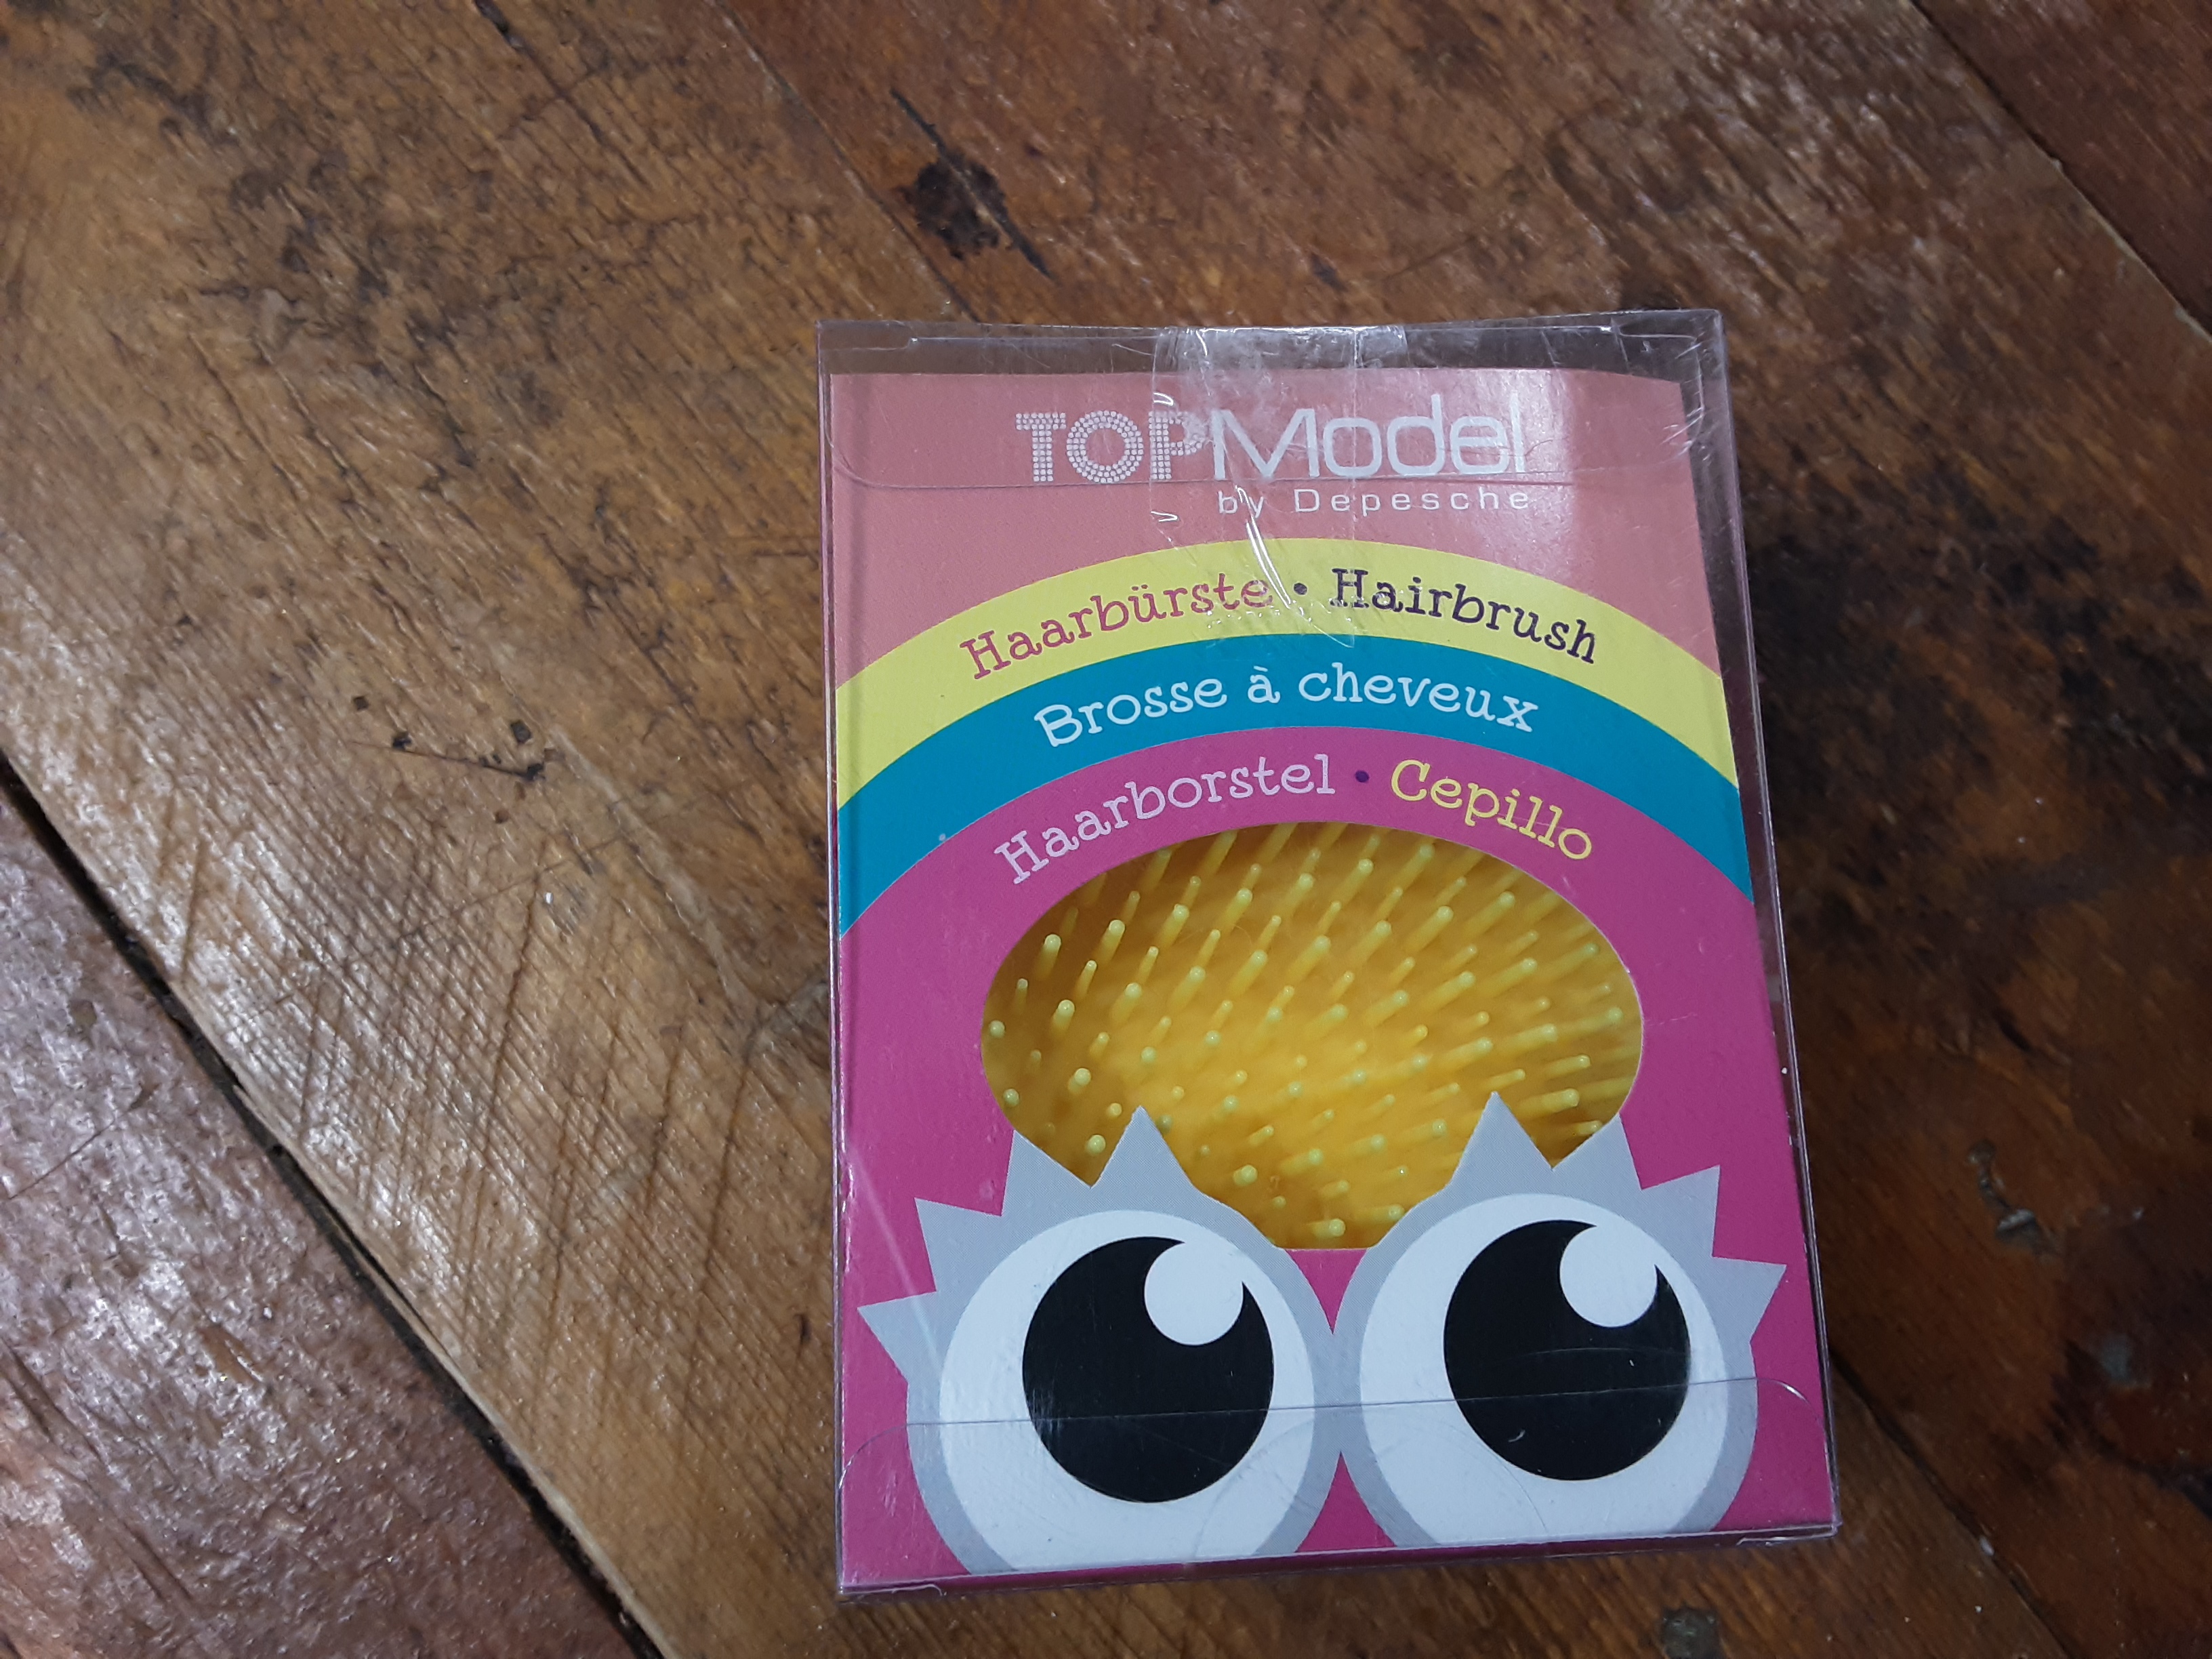 TOPModel
by Depesche
Haarbürste • Hairbrush
Brosse à cheveux
Haarborstel • Cepillo